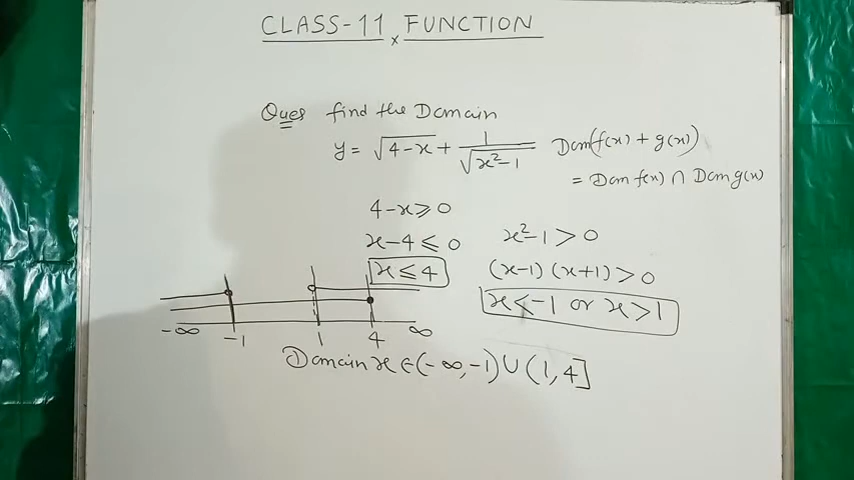 CLASS-11 x FUNCTION
Ques find the Domain
y = √(4-x) + 1/√(x²-1) Dom(f(x) + g(x))
= Dom f(x) ∩ Dom g(x)
4-x ≥ 0
x-4 ≤ 0 x²-1 > 0
x ≤ 4 (x-1) (x+1) > 0
x < -1 or x > 1
-∞ -1 1 4 ∞
Domain x ∈ (-∞, -1) ∪ (1, 4]